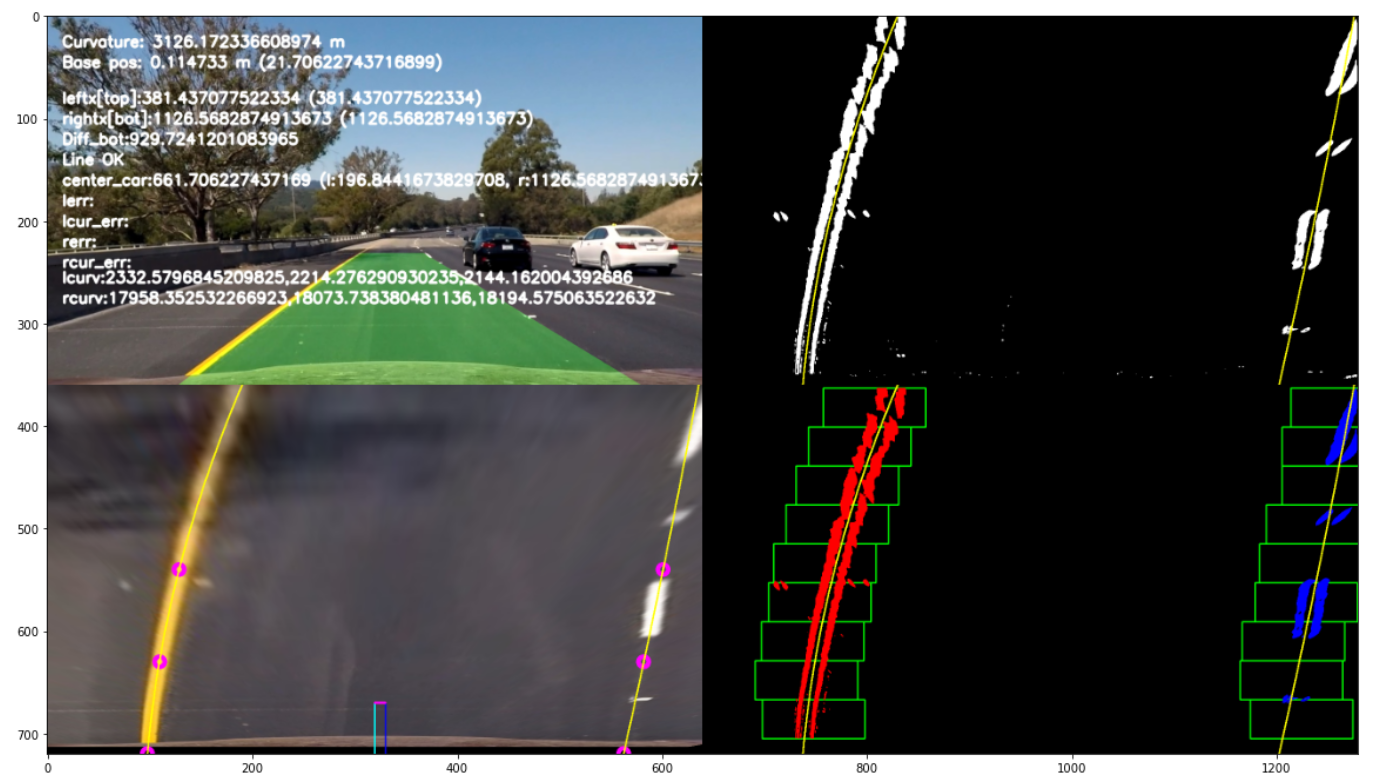 Curvature: 3126.172336608974 m
Base pos: 0.114733 m (21.70622743716899)
leftx[top]:381.437077522334 (381.437077522334)
rightx[bot]:1126.5682874913673 (1126.5682874913673)
Diff_bot:929.7241201083965
Line OK
center_car:661.706227437169 (l:196.8441673829708, r:1126.5682874913673
lerr:
lcur_err:
rerr:
rcur_err:
lcurv:2332.5796845209825,2214.276290930235,2144.162004392686
rcurv:17958.352532266923,18073.738380481136,18194.575063522632
0
100
200
300
400
500
600
700
0 200 400 600 800 1000 1200